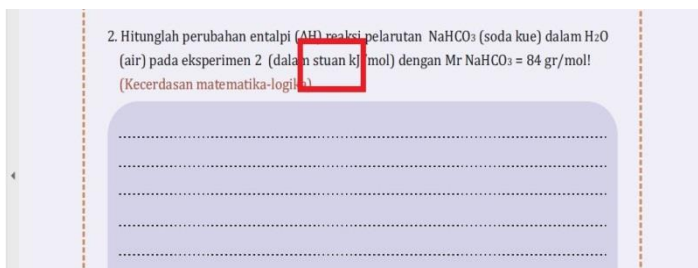 2. Hitunglah perubahan entalpi (ΔH) reaksi pelarutan NaHCO₃ (soda kue) dalam H₂O
(air) pada eksperimen 2 (dalam stuan kJ/mol) dengan Mr NaHCO₃ = 84 gr/mol!
(Kecerdasan matematika-logika)